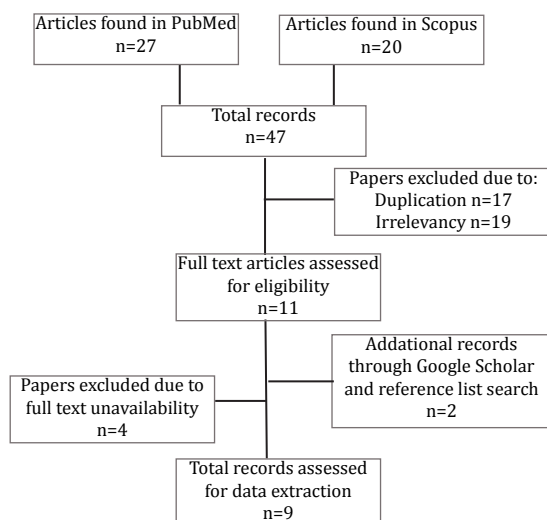 Articles found in PubMed
n=27
Articles found in Scopus
n=20
Total records
n=47
Papers excluded due to:
Duplication n=17
Irrelevancy n=19
Full text articles assessed
for eligibility
n=11
Addational records
through Google Scholar
and reference list search
n=2
Papers excluded due to
full text unavailability
n=4
Total records assessed
for data extraction
n=9